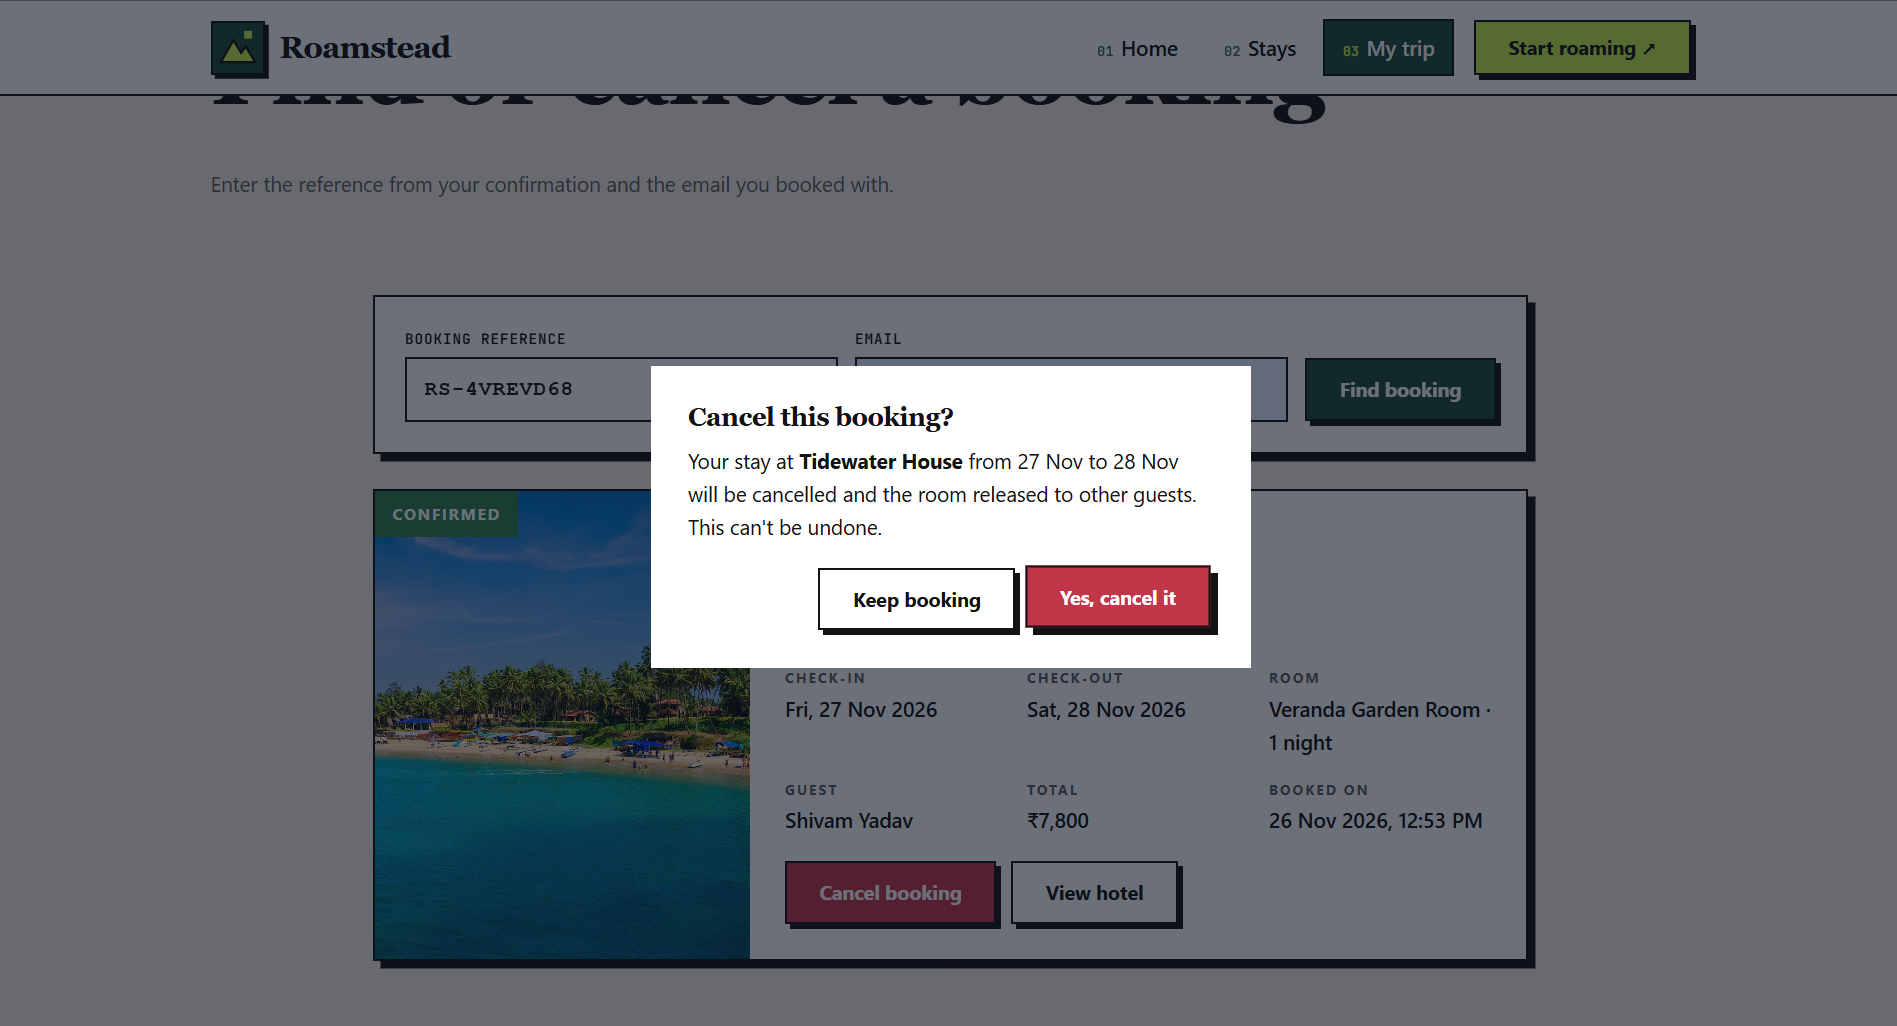 Roamstead
01 Home
02 Stays
03 My trip
Start roaming ↗
Find or cancel a booking
Enter the reference from your confirmation and the email you booked with.
BOOKING REFERENCE
EMAIL
RS-4VREVD68
Find booking
Cancel this booking?
Your stay at Tidewater House from 27 Nov to 28 Nov
will be cancelled and the room released to other guests.
This can't be undone.
Keep booking
Yes, cancel it
CONFIRMED
CHECK-IN
CHECK-OUT
ROOM
Fri, 27 Nov 2026
Sat, 28 Nov 2026
Veranda Garden Room ·
1 night
GUEST
TOTAL
BOOKED ON
Shivam Yadav
₹7,800
26 Nov 2026, 12:53 PM
Cancel booking
View hotel